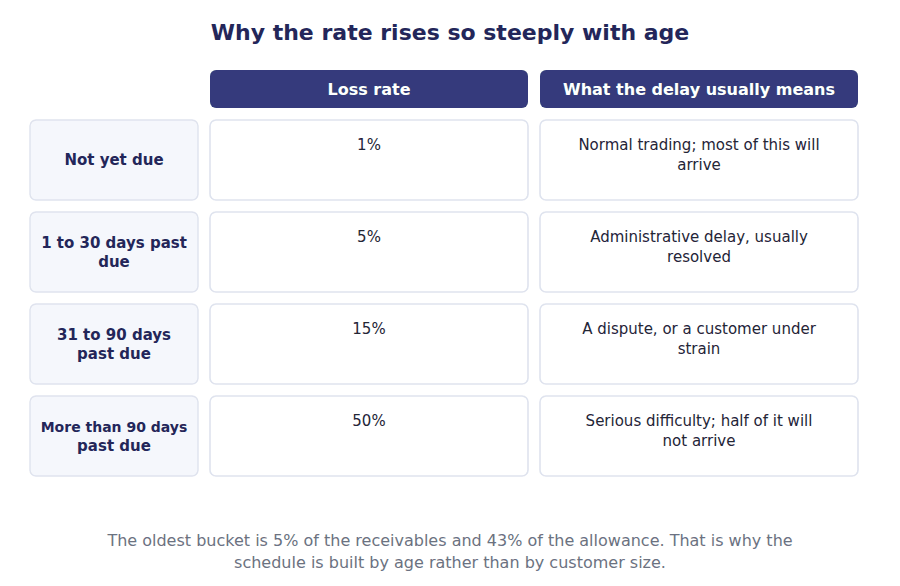 Why the rate rises so steeply with age
Loss rate
What the delay usually means
Not yet due
1%
Normal trading; most of this will
arrive
1 to 30 days past
due
5%
Administrative delay, usually
resolved
31 to 90 days
past due
15%
A dispute, or a customer under
strain
More than 90 days
past due
50%
Serious difficulty; half of it will
not arrive
The oldest bucket is 5% of the receivables and 43% of the allowance. That is why the
schedule is built by age rather than by customer size.